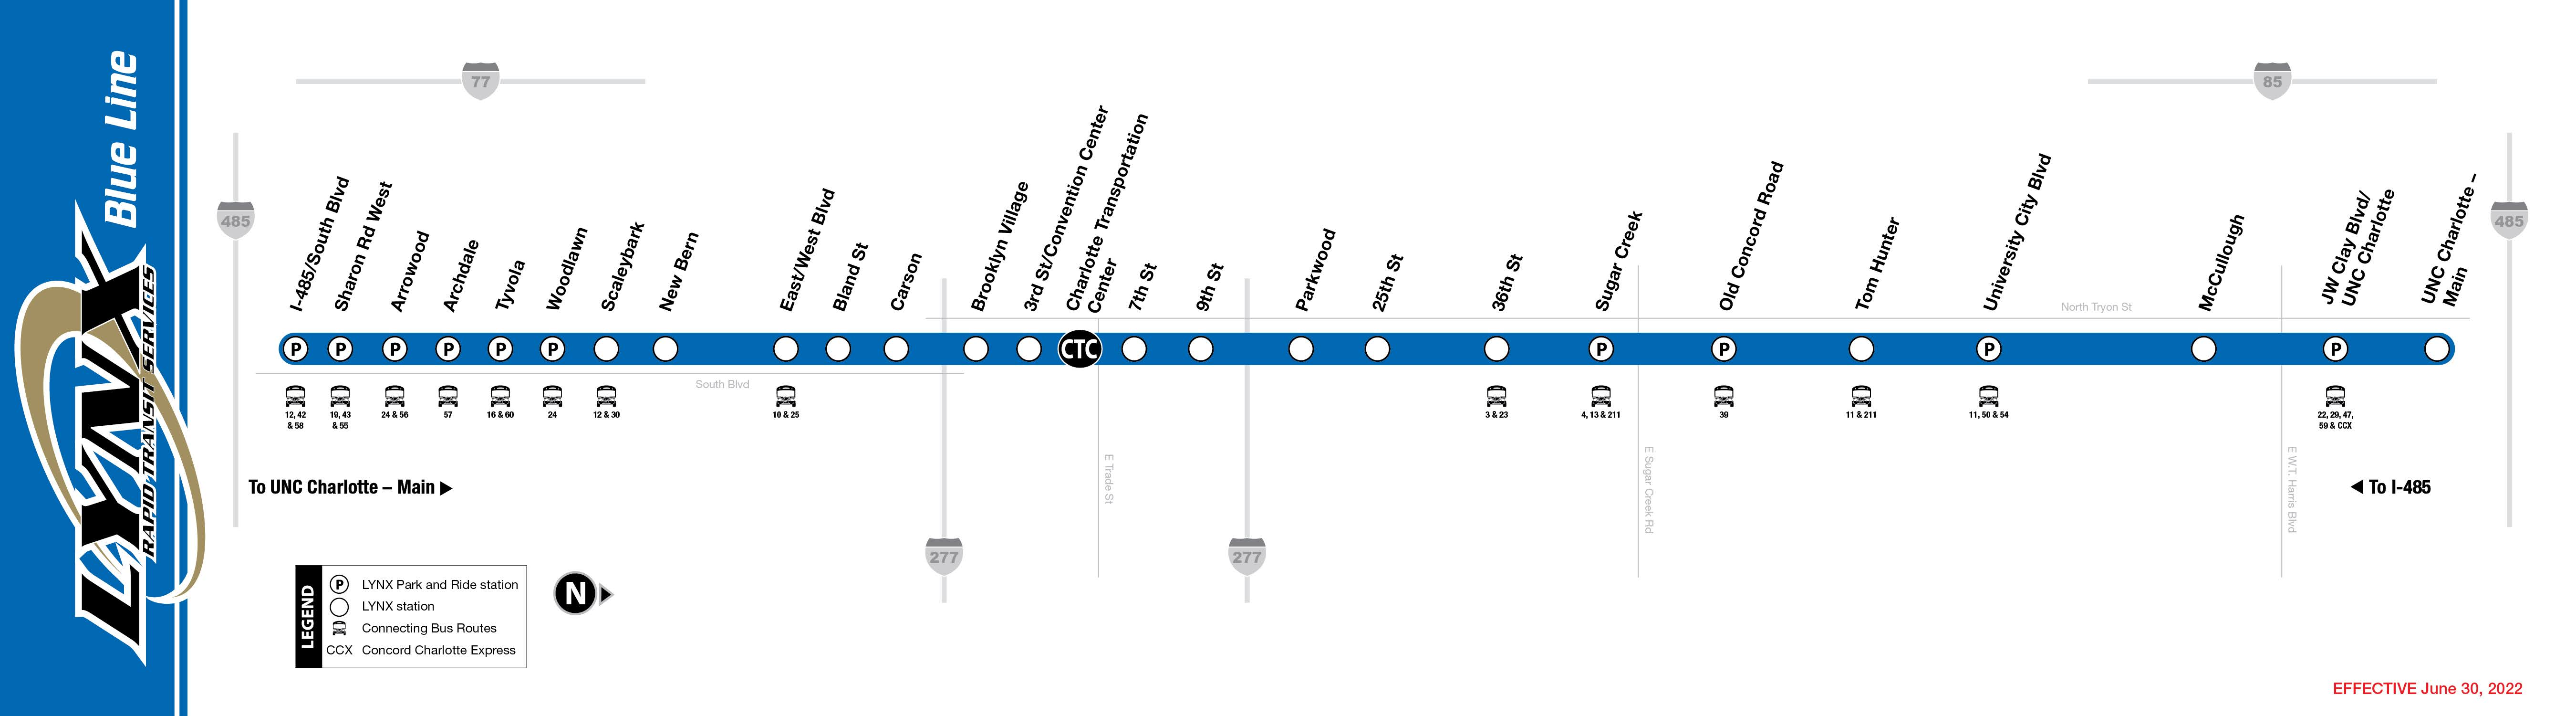 LYNX
RAPID TRANSIT SERVICES
Blue Line
77
85
485
485
I-485/South Blvd
Sharon Rd West
Arrowood
Archdale
Tyvola
Woodlawn
Scaleybark
New Bern
East/West Blvd
Bland St
Carson
Brooklyn Village
3rd St/Convention Center
Charlotte Transportation
Center
7th St
9th St
Parkwood
25th St
36th St
Sugar Creek
Old Concord Road
Tom Hunter
University City Blvd
McCullough
JW Clay Blvd/
UNC Charlotte
UNC Charlotte –
Main
North Tryon St
P
P
P
P
P
P
CTC
P
P
P
P
South Blvd
12, 42
& 58
19, 43
& 55
24 & 56
57
16 & 60
24
12 & 30
10 & 25
3 & 23
4, 13 & 211
39
11 & 211
11, 50 & 54
22, 29, 47,
59 & CCX
E Trade St
E Sugar Creek Rd
E W.T. Harris Blvd
To UNC Charlotte – Main
To I-485
277
277
LEGEND
P LYNX Park and Ride station
LYNX station
Connecting Bus Routes
CCX Concord Charlotte Express
N
EFFECTIVE June 30, 2022